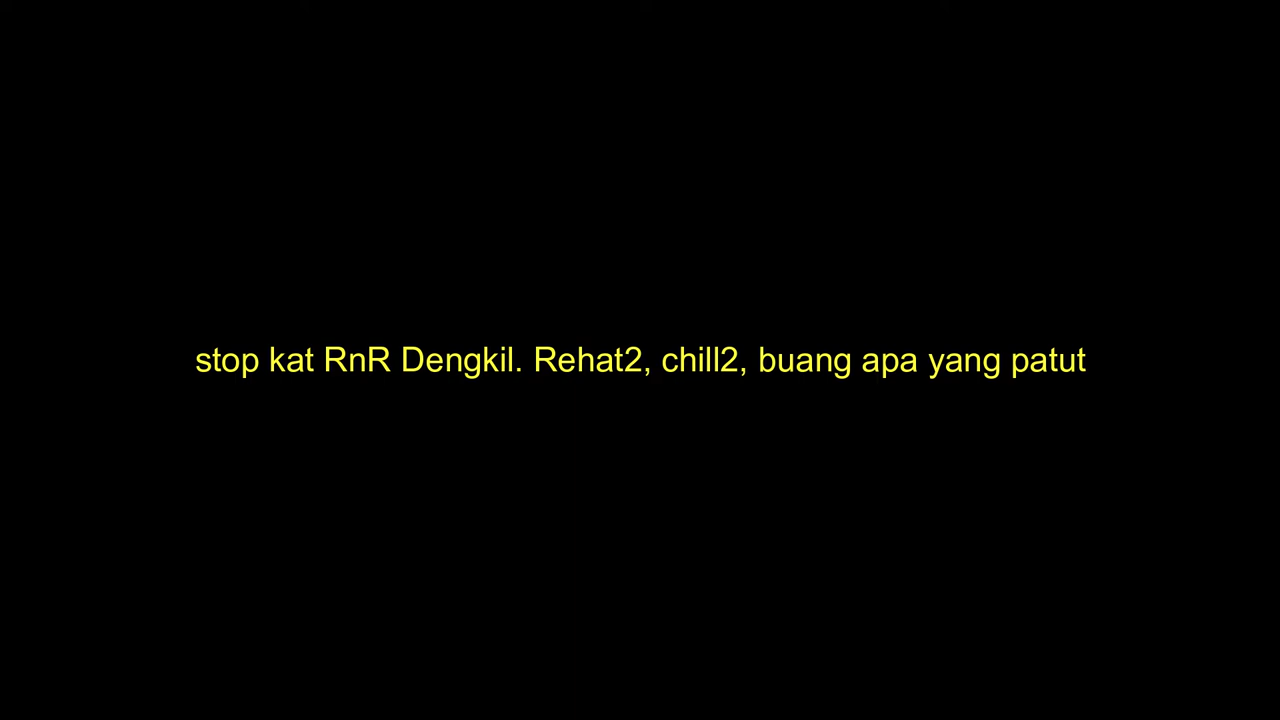 stop kat RnR Dengkil. Rehat2, chill2, buang apa yang patut